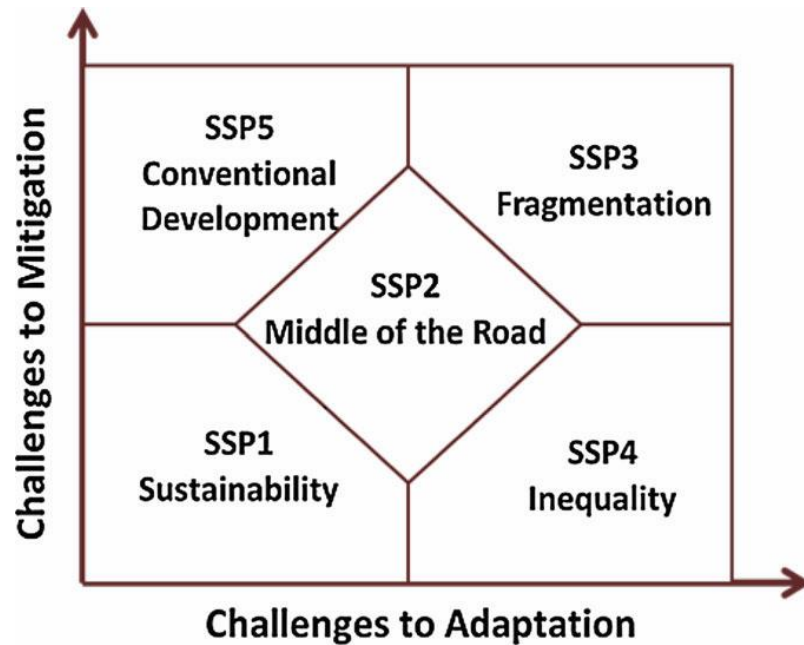 Challenges to Mitigation
SSP5
Conventional
Development
SSP3
Fragmentation
SSP2
Middle of the Road
SSP1
Sustainability
SSP4
Inequality
Challenges to Adaptation